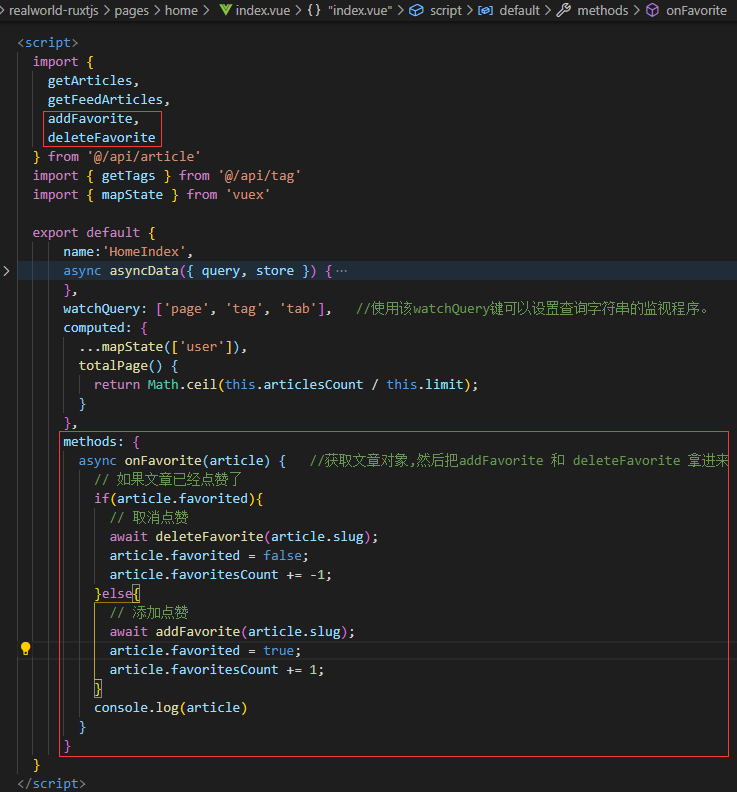 realworld-ruxtjs > pages > home > index.vue > {} "index.vue" > script > default > methods > onFavorite
<script>
import {
getArticles,
getFeedArticles,
addFavorite,
deleteFavorite
} from '@/api/article'
import { getTags } from '@/api/tag'
import { mapState } from 'vuex'
export default {
name:'HomeIndex',
async asyncData({ query, store }) {⋯
},
watchQuery: ['page', 'tag', 'tab'], //使用该watchQuery键可以设置查询字符串的监视程序。
computed: {
...mapState(['user']),
totalPage() {
return Math.ceil(this.articlesCount / this.limit);
}
},
methods: {
async onFavorite(article) { //获取文章对象,然后把addFavorite 和 deleteFavorite 拿进来
// 如果文章已经点赞了
if(article.favorited){
// 取消点赞
await deleteFavorite(article.slug);
article.favorited = false;
article.favoritesCount += -1;
}else{
// 添加点赞
await addFavorite(article.slug);
article.favorited = true;
article.favoritesCount += 1;
}
console.log(article)
}
}
}
</script>